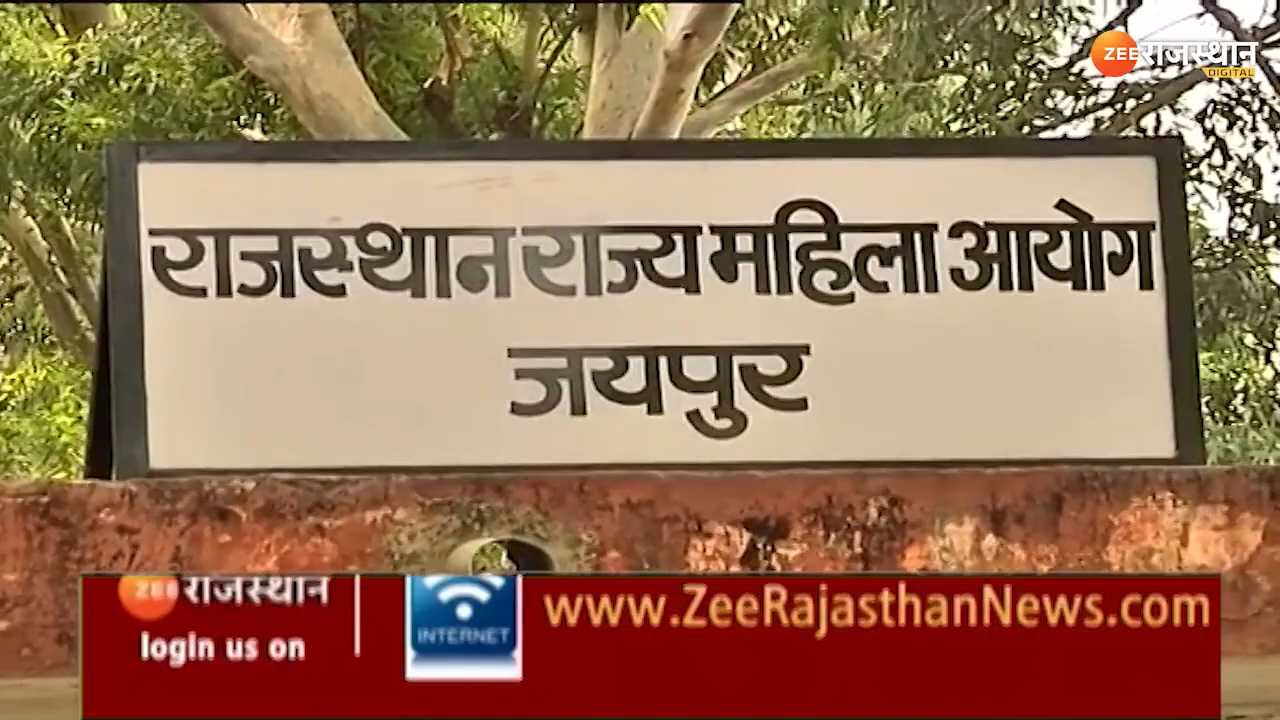 ZEE राजस्थान
DIGITAL
राजस्थान राज्य महिला आयोग
जयपुर
ZEE राजस्थान
login us on
INTERNET
www.ZeeRajasthanNews.com